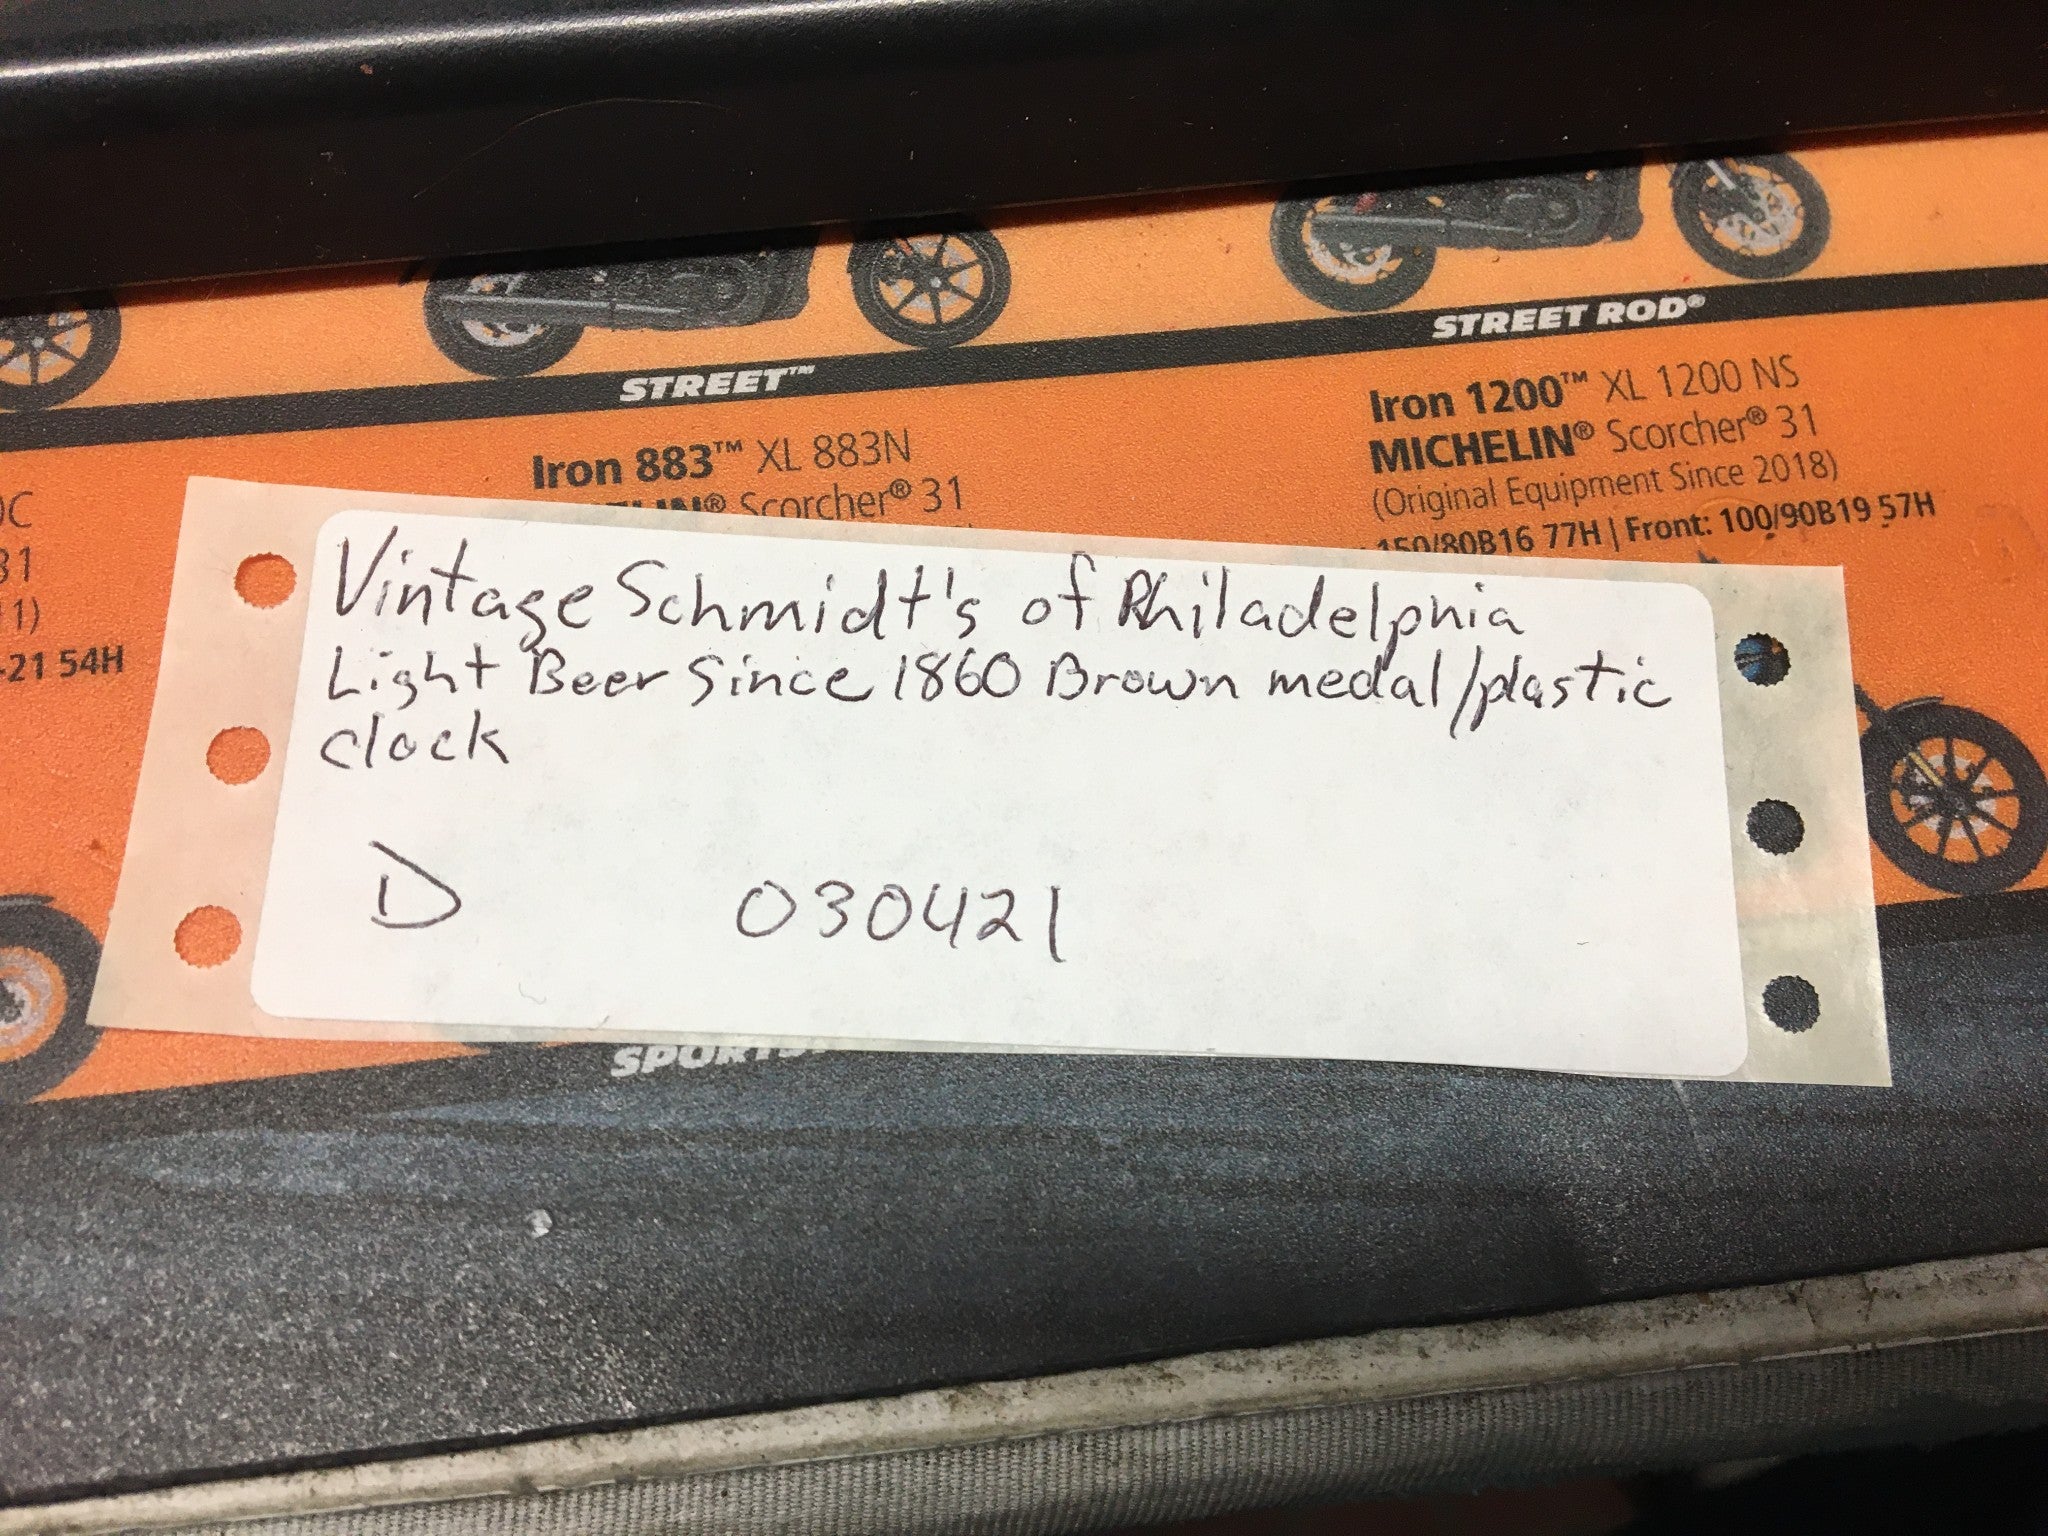 STREET™
STREET ROD®
Iron 883™ XL 883N
Scorcher® 31
Iron 1200™ XL 1200 NS
MICHELIN® Scorcher® 31
(Original Equipment Since 2018)
150/80B16 77H | Front: 100/90B19 57H
31
-21 54H
Vintage Schmidt's of Philadelphia
Light Beer Since 1860 Brown medal/plastic
clock
D 030421